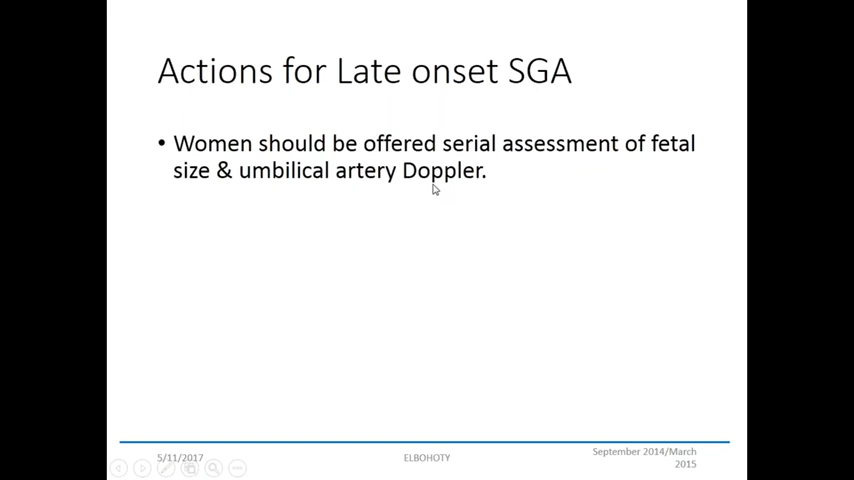 Actions for Late onset SGA
• Women should be offered serial assessment of fetal
size & umbilical artery Doppler.
5/11/2017
ELBOHOTY
September 2014/March
2015